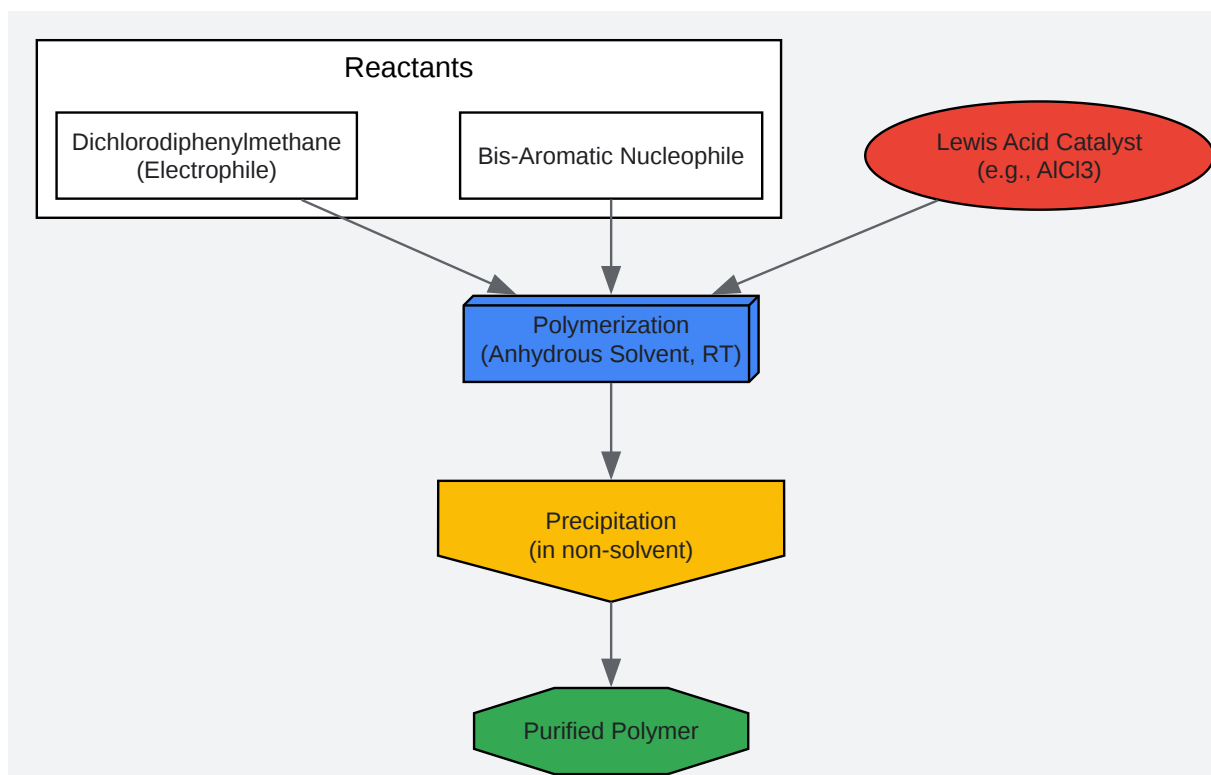 Reactants
Dichlorodiphenylmethane
(Electrophile)
Bis-Aromatic Nucleophile
Lewis Acid Catalyst
(e.g., AlCl3)
Polymerization
(Anhydrous Solvent, RT)
Precipitation
(in non-solvent)
Purified Polymer